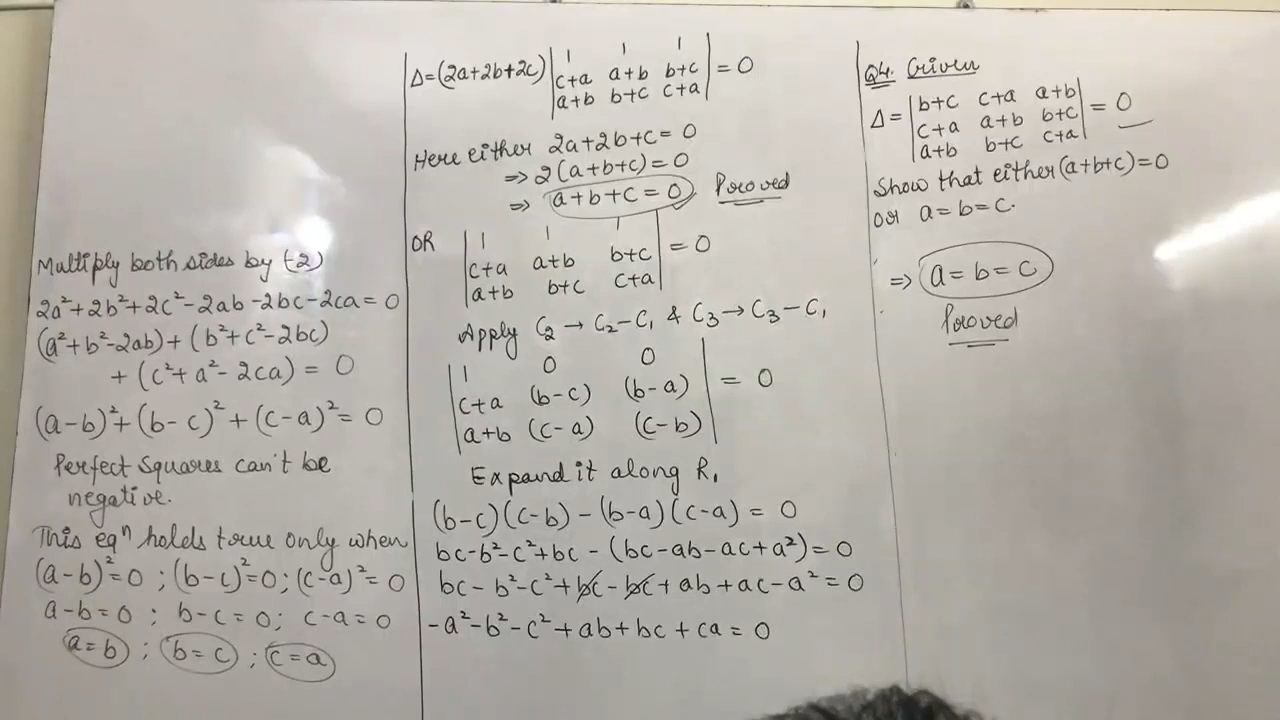 Q4. Given
Δ = | b+c c+a a+b |
| c+a a+b b+c | = 0
| a+b b+c c+a |
Show that either (a+b+c)=0
or a=b=c.
Δ=(2a+2b+2c) | 1 1 1 |
| c+a a+b b+c | = 0
| a+b b+c c+a |
Here either 2a+2b+c=0
⇒ 2(a+b+c)=0
⇒ a+b+c=0 Proved
OR | 1 1 1 |
| c+a a+b b+c | = 0
| a+b b+c c+a |
Apply C₂→C₂-C₁ & C₃→C₃-C₁
| 1 0 0 |
| c+a (b-c) (b-a) | = 0
| a+b (c-a) (c-b) |
Expand it along R₁
(b-c)(c-b)-(b-a)(c-a)=0
bc-b²-c²+bc-(bc-ab-ac+a²)=0
bc-b²-c²+bc-bc+ab+ac-a²=0
-a²-b²-c²+ab+bc+ca=0
Multiply both sides by (-2)
2a²+2b²+2c²-2ab-2bc-2ca=0
(a²+b²-2ab)+(b²+c²-2bc)
+(c²+a²-2ca)=0
(a-b)²+(b-c)²+(c-a)²=0
Perfect Squares can't be
negative.
This eqⁿ holds true only when
(a-b)²=0 ; (b-c)²=0 ; (c-a)²=0
a-b=0 ; b-c=0 ; c-a=0
a=b ; b=c ; c=a
⇒ a=b=c
Proved